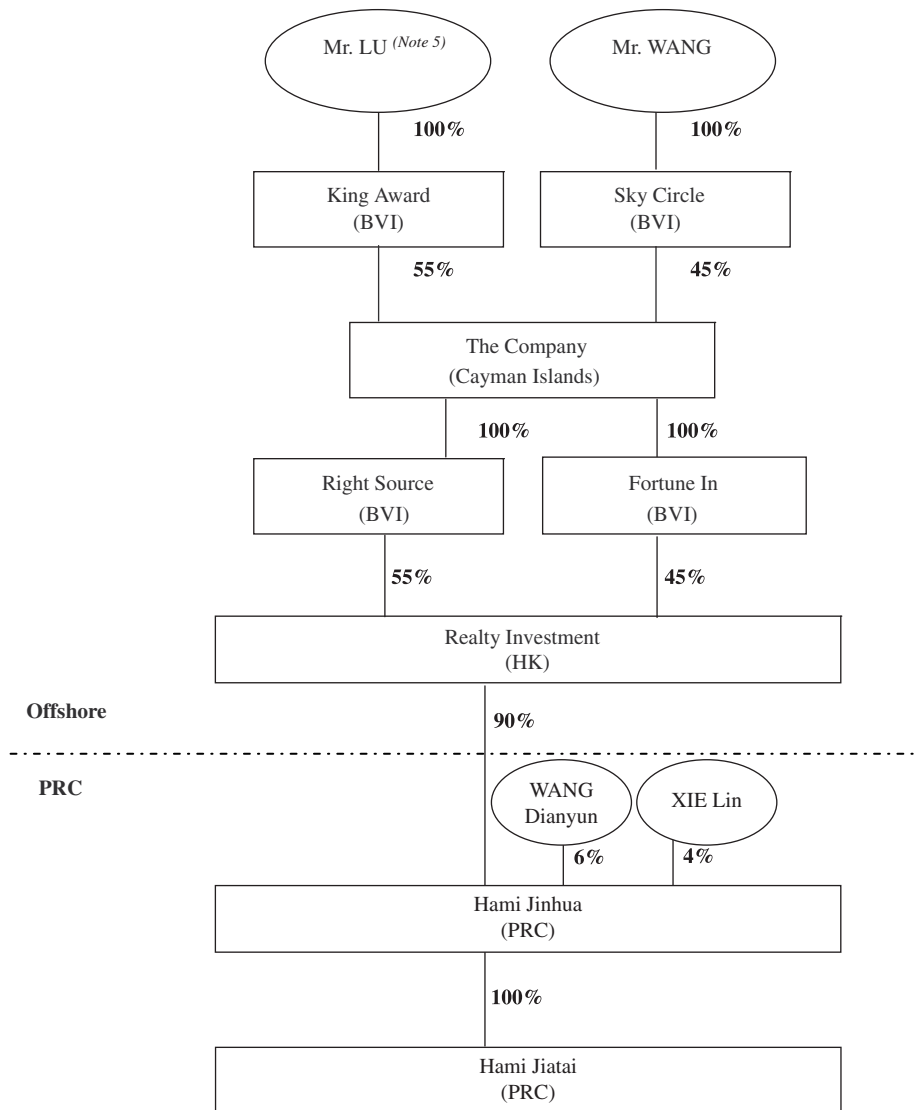 Mr. LU (Note 5)
Mr. WANG
100%
100%
King Award
(BVI)
Sky Circle
(BVI)
55%
45%
The Company
(Cayman Islands)
100%
100%
Right Source
(BVI)
Fortune In
(BVI)
55%
45%
Realty Investment
(HK)
Offshore
90%
PRC
WANG
Dianyun
XIE Lin
6%
4%
Hami Jinhua
(PRC)
100%
Hami Jiatai
(PRC)